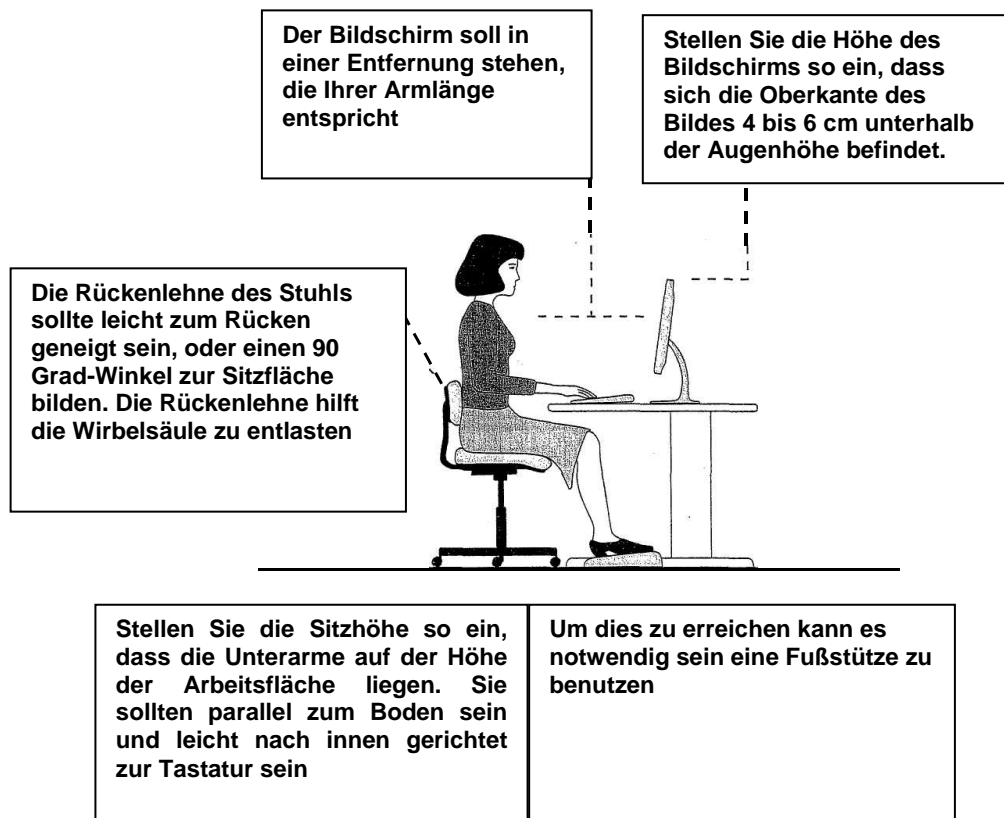 Der Bildschirm soll in
einer Entfernung stehen,
die Ihrer Armlänge
entspricht
Stellen Sie die Höhe des
Bildschirms so ein, dass
sich die Oberkante des
Bildes 4 bis 6 cm unterhalb
der Augenhöhe befindet.
Die Rückenlehne des Stuhls
sollte leicht zum Rücken
geneigt sein, oder einen 90
Grad-Winkel zur Sitzfläche
bilden. Die Rückenlehne hilft
die Wirbelsäule zu entlasten
Stellen Sie die Sitzhöhe so ein,
dass die Unterarme auf der Höhe
der Arbeitsfläche liegen. Sie
sollten parallel zum Boden sein
und leicht nach innen gerichtet
zur Tastatur sein
Um dies zu erreichen kann es
notwendig sein eine Fußstütze zu
benutzen